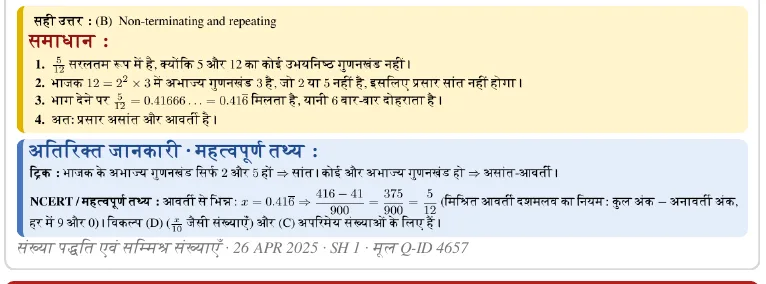 सही उत्तर : (B) Non-terminating and repeating
समाधान :
1. 5/12 सरलतम रूप में है, क्योंकि 5 और 12 का कोई उभयनिष्ठ गुणनखंड नहीं।
2. भाजक 12 = 2² × 3 में अभाज्य गुणनखंड 3 है, जो 2 या 5 नहीं है, इसलिए प्रसार सांत नहीं होगा।
3. भाग देने पर 5/12 = 0.41666 . . . = 0.416̅ मिलता है, यानी 6 बार-बार दोहराता है।
4. अतः प्रसार असांत और आवर्ती है।
अतिरिक्त जानकारी · महत्वपूर्ण तथ्य :
ट्रिक : भाजक के अभाज्य गुणनखंड सिर्फ 2 और 5 हों ⇒ सांत। कोई और अभाज्य गुणनखंड हो ⇒ असांत-आवर्ती।
NCERT / महत्वपूर्ण तथ्य : आवर्ती से भिन्न : x = 0.416̅ ⇒ (416 − 41)/900 = 375/900 = 5/12 (मिश्रित आवर्ती दशमलव का नियम : कुल अंक − अनावर्ती अंक,
हर में 9 और 0)। विकल्प (D) (x/10 जैसी संख्याएँ) और (C) अपरिमेय संख्याओं के लिए हैं।
संख्या पद्धति एवं सम्मिश्र संख्याएँ · 26 APR 2025 · SH 1 · मूल Q-ID 4657